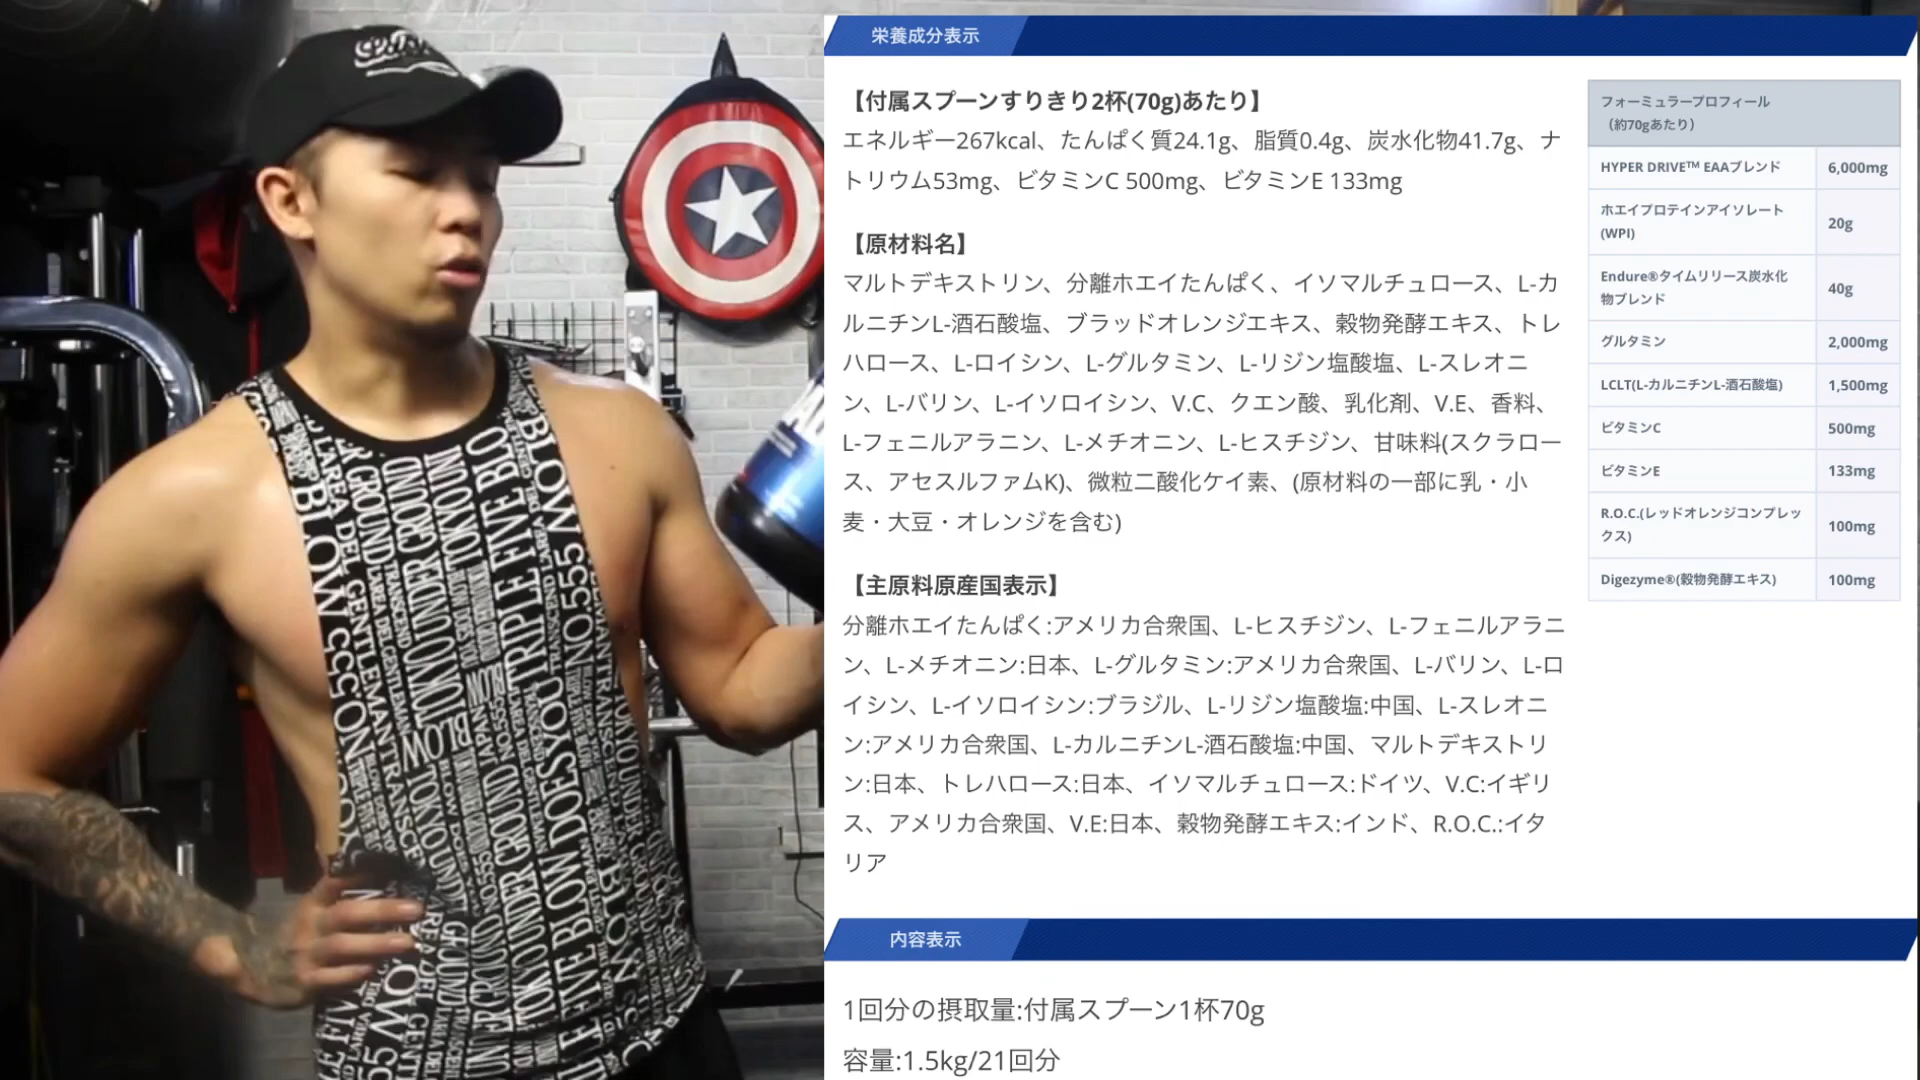 栄養成分表示
【付属スプーンすりきり2杯(70g)あたり】
エネルギー267kcal、たんぱく質24.1g、脂質0.4g、炭水化物41.7g、ナ
トリウム53mg、ビタミンC 500mg、ビタミンE 133mg
【原材料名】
マルトデキストリン、分離ホエイたんぱく、イソマルチュロース、L-カ
ルニチンL-酒石酸塩、ブラッドオレンジエキス、穀物発酵エキス、トレ
ハロース、L-ロイシン、L-グルタミン、L-リジン塩酸塩、L-スレオニ
ン、L-バリン、L-イソロイシン、V.C、クエン酸、乳化剤、V.E、香料、
L-フェニルアラニン、L-メチオニン、L-ヒスチジン、甘味料(スクラロー
ス、アセスルファムK)、微粒二酸化ケイ素、(原材料の一部に乳・小
麦・大豆・オレンジを含む)
【主原料原産国表示】
分離ホエイたんぱく:アメリカ合衆国、L-ヒスチジン、L-フェニルアラニ
ン、L-メチオニン:日本、L-グルタミン:アメリカ合衆国、L-バリン、L-ロ
イシン、L-イソロイシン:ブラジル、L-リジン塩酸塩:中国、L-スレオニ
ン:アメリカ合衆国、L-カルニチンL-酒石酸塩:中国、マルトデキストリ
ン:日本、トレハロース:日本、イソマルチュロース:ドイツ、V.C:イギリ
ス、アメリカ合衆国、V.E:日本、穀物発酵エキス:インド、R.O.C.:イタ
リア
フォーミュラープロフィール
（約70gあたり）
HYPER DRIVE™ EAAブレンド 6,000mg
ホエイプロテインアイソレート
(WPI) 20g
Endure®タイムリリース炭水化
物ブレンド 40g
グルタミン 2,000mg
LCLT(L-カルニチンL-酒石酸塩) 1,500mg
ビタミンC 500mg
ビタミンE 133mg
R.O.C.(レッドオレンジコンプレッ
クス) 100mg
Digezyme®(穀物発酵エキス) 100mg
内容表示
1回分の摂取量:付属スプーン1杯70g
容量:1.5kg/21回分
TOKYO UNDER GROUND
TRIPLE FIVE BLO
NO.555 MOLB
FIVE BLOW DOES YOU